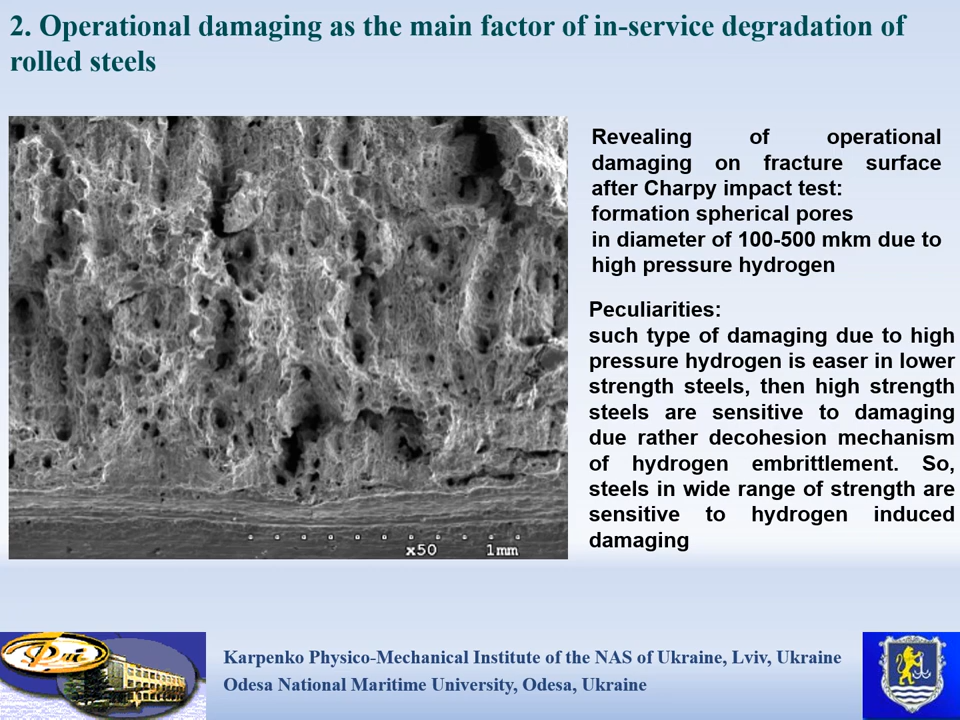 2. Operational damaging as the main factor of in-service degradation of
rolled steels
Revealing of operational
damaging on fracture surface
after Charpy impact test:
formation spherical pores
in diameter of 100-500 mkm due to
high pressure hydrogen
Peculiarities:
such type of damaging due to high
pressure hydrogen is easer in lower
strength steels, then high strength
steels are sensitive to damaging
due rather decohesion mechanism
of hydrogen embrittlement. So,
steels in wide range of strength are
sensitive to hydrogen induced
damaging
x50 1mm
Karpenko Physico-Mechanical Institute of the NAS of Ukraine, Lviv, Ukraine
Odesa National Maritime University, Odesa, Ukraine